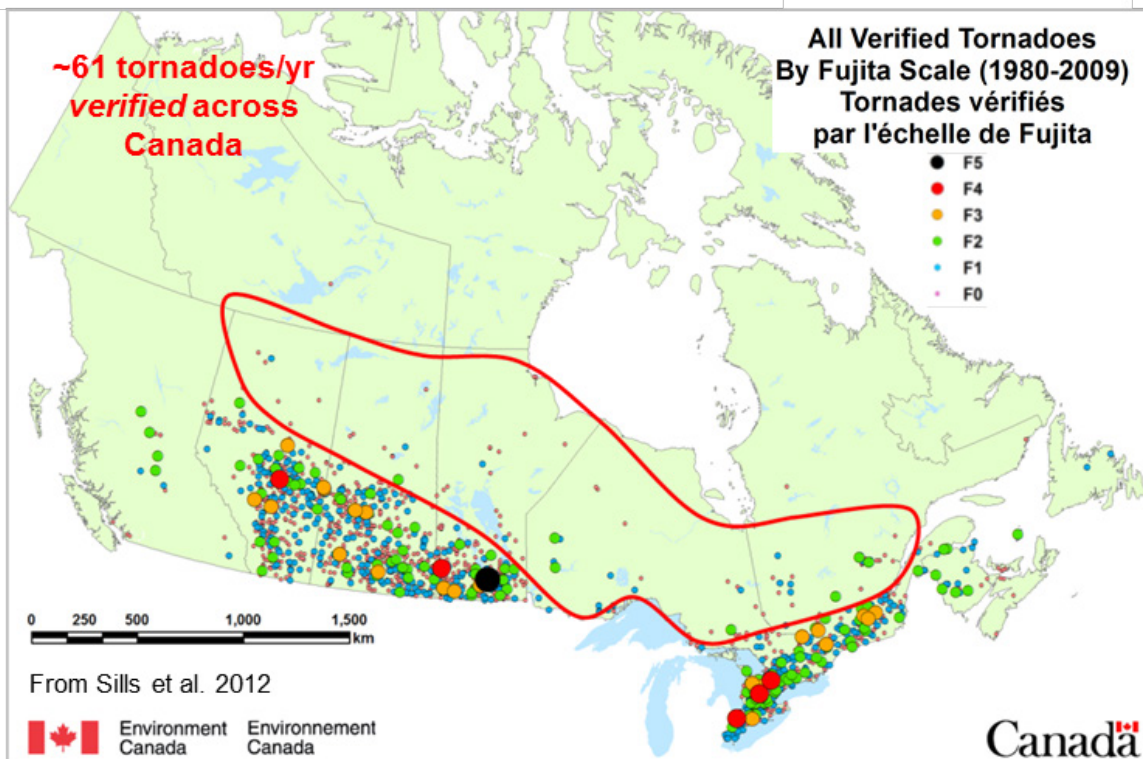 ~61 tornadoes/yr
verified across
Canada
All Verified Tornadoes
By Fujita Scale (1980-2009)
Tornades vérifiés
par l'échelle de Fujita
F5
F4
F3
F2
F1
F0
0 250 500 1,000 1,500
km
From Sills et al. 2012
Environment Environnement
Canada Canada
Canada